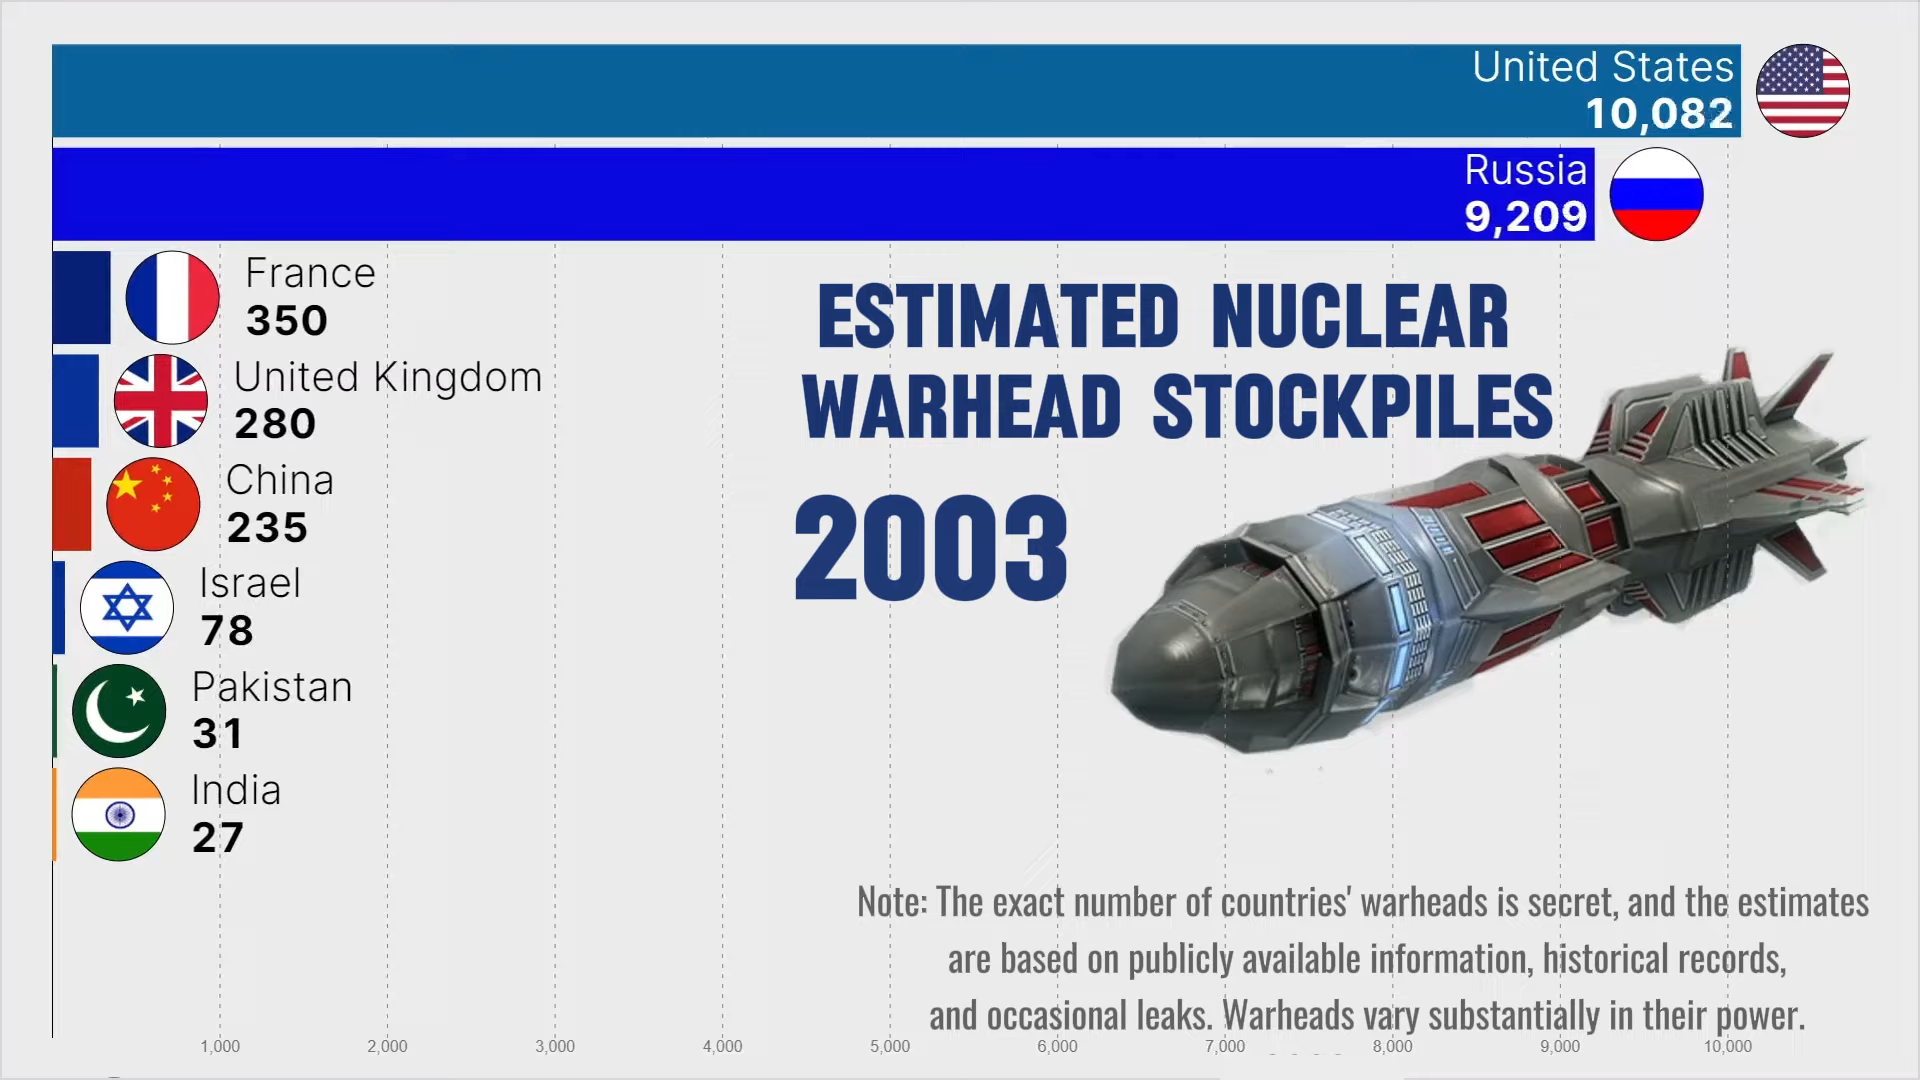 United States
10,082
Russia
9,209
France
350
United Kingdom
280
China
235
Israel
78
Pakistan
31
India
27
ESTIMATED NUCLEAR
WARHEAD STOCKPILES
2003
Note: The exact number of countries' warheads is secret, and the estimates
are based on publicly available information, historical records,
and occasional leaks. Warheads vary substantially in their power.
1,000 2,000 3,000 4,000 5,000 6,000 7,000 8,000 9,000 10,000